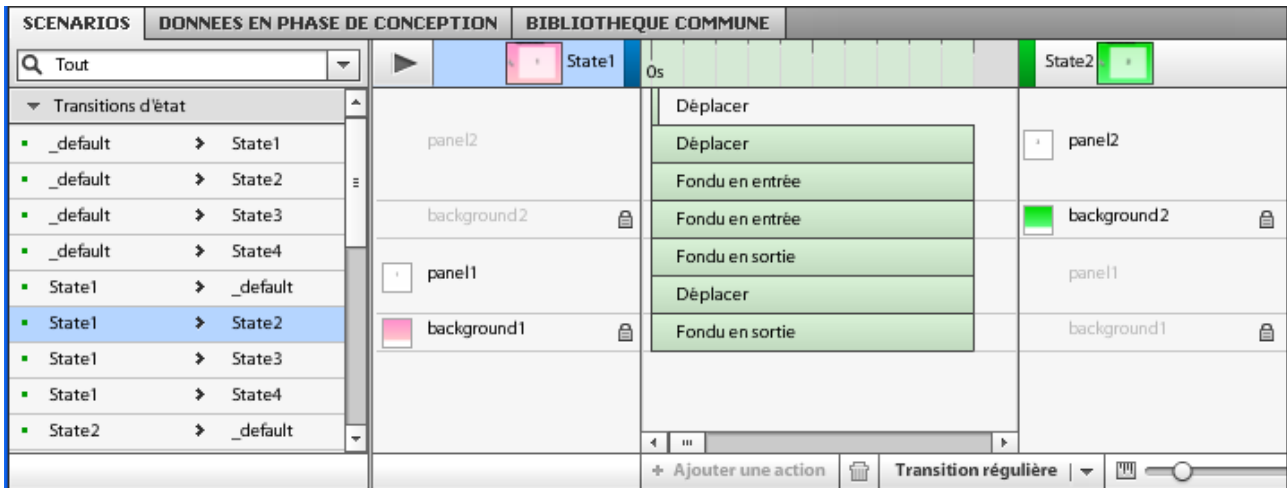 SCENARIOS DONNEES EN PHASE DE CONCEPTION BIBLIOTHEQUE COMMUNE
Tout
Transitions d'état
_default State1
_default State2
_default State3
_default State4
State1 _default
State1 State2
State1 State3
State1 State4
State2 _default
State1
0s
State2
panel2
background2
panel1
background1
Déplacer
Déplacer
Fondu en entrée
Fondu en entrée
Fondu en sortie
Déplacer
Fondu en sortie
panel2
background2
panel1
background1
+ Ajouter une action Transition régulière